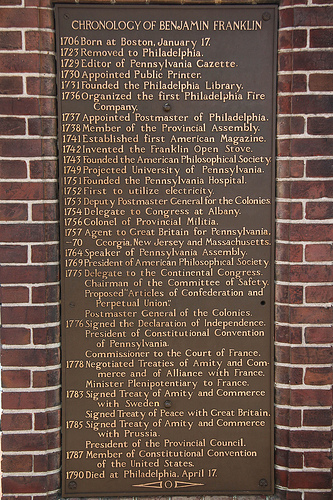 CHRONOLOGY OF BENJAMIN FRANKLIN
1706 Born at Boston, January 17.
1723 Removed to Philadelphia.
1729 Editor of Pennsylvania Gazette.
1730 Appointed Public Printer.
1731 Founded the Philadelphia Library.
1736 Organized the first Philadelphia Fire
Company.
1737 Appointed Postmaster of Philadelphia.
1738 Member of the Provincial Assembly.
1741 Established first American Magazine.
1742 Invented the Franklin Open Stove.
1743 Founded the American Philosophical Society
1749 Projected University of Pennsylvania.
1751 Founded the Pennsylvania Hospital.
1752 First to utilize electricity.
1753 Deputy Postmaster General for the Colonies
1754 Delegate to Congress at Albany.
1756 Colonel of Provincial Militia.
1757 Agent to Great Britain for Pennsylvania,
-70 Georgia, New Jersey and Massachusetts.
1764 Speaker of Pennsylvania Assembly.
1769 President of American Philosophical Society.
1775 Delegate to the Continental Congress.
Chairman of the Committee of Safety.
Proposed "Articles of Confederation and
Perpetual Union."
Postmaster General of the Colonies.
1776 Signed the Declaration of Independence.
President of Constitutional Convention
of Pennsylvania.
Commissioner to the Court of France.
1778 Negotiated Treaties of Amity and Com-
merce and of Alliance with France.
Minister Plenipotentiary to France.
1783 Signed Treaty of Amity and Commerce
with Sweden
Signed Treaty of Peace with Great Britain.
1785 Signed Treaty of Amity and Commerce
with Prussia.
President of the Provincial Council.
1787 Member of Constitutional Convention
of the United States.
1790 Died at Philadelphia, April 17.